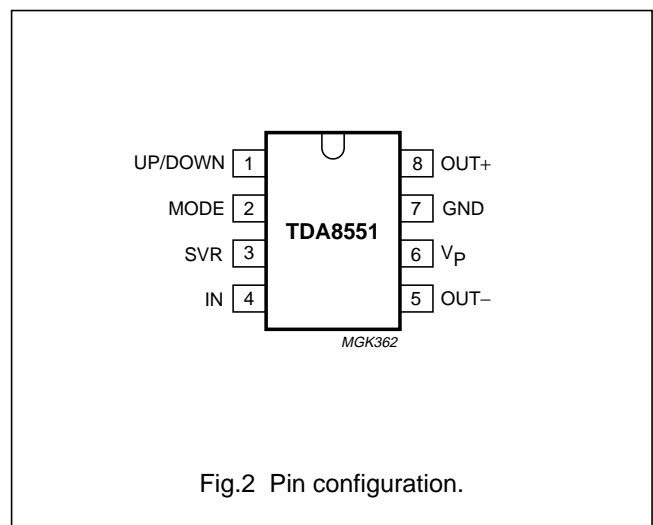 UP/DOWN 1 8 OUT+
MODE 2 7 GND
TDA8551
SVR 3 6 VP
IN 4 5 OUT−
MGK362
Fig.2 Pin configuration.